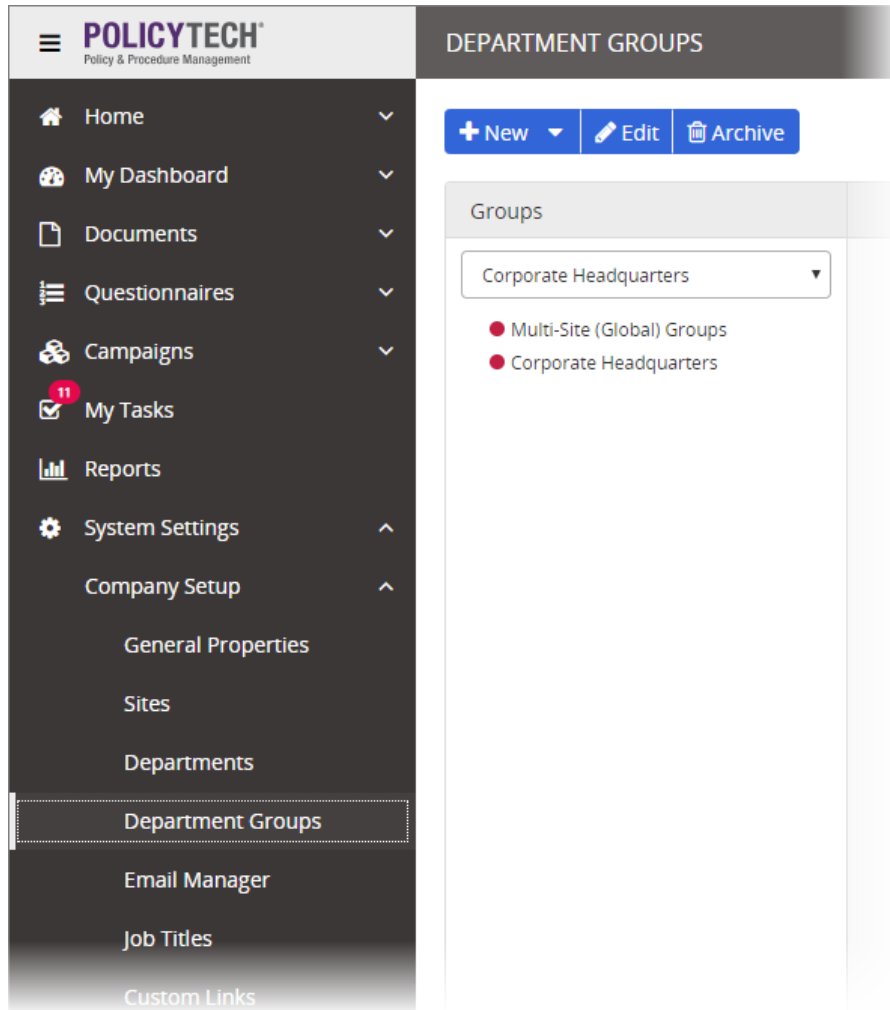 POLICYTECH®
Policy & Procedure Management
DEPARTMENT GROUPS
Home
My Dashboard
Documents
Questionnaires
Campaigns
11
My Tasks
Reports
System Settings
Company Setup
General Properties
Sites
Departments
Department Groups
Email Manager
Job Titles
Custom Links
New
Edit
Archive
Groups
Corporate Headquarters
Multi-Site (Global) Groups
Corporate Headquarters